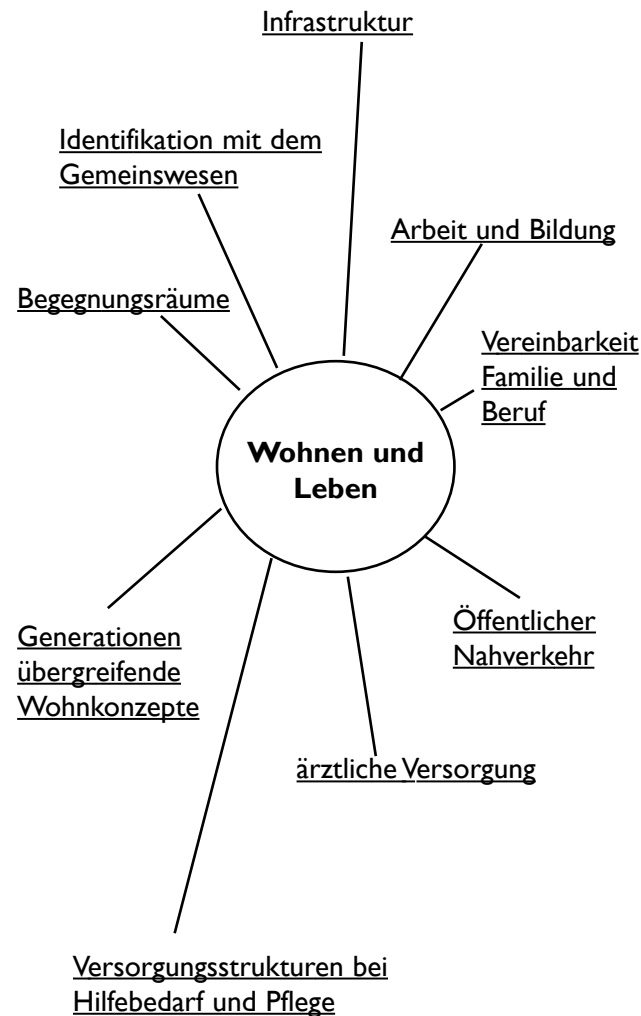 Infrastruktur
Identifikation mit dem
Gemeinswesen
Arbeit und Bildung
Begegnungsräume
Vereinbarkeit
Familie und
Beruf
Wohnen und
Leben
Öffentlicher
Nahverkehr
Generationen
übergreifende
Wohnkonzepte
ärztliche Versorgung
Versorgungsstrukturen bei
Hilfebedarf und Pflege